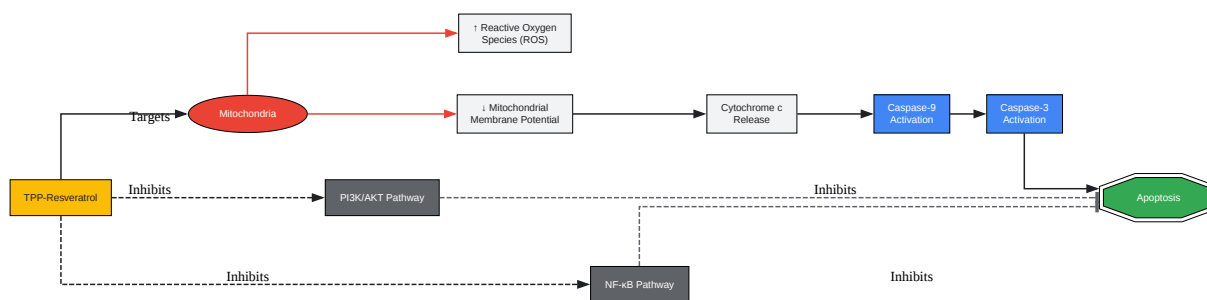 ↑ Reactive Oxygen
Species (ROS)
Targets
Mitochondria
↓ Mitochondrial
Membrane Potential
Cytochrome c
Release
Caspase-9
Activation
Caspase-3
Activation
TPP-Resveratrol
Inhibits
PI3K/AKT Pathway
Inhibits
Apoptosis
Inhibits
NF-κB Pathway
Inhibits